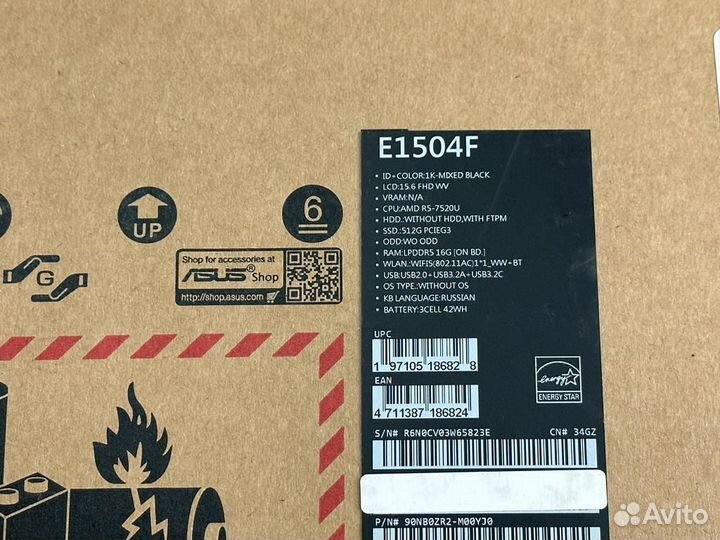 E1504F
• ID+COLOR:1K-MIXED BLACK
• LCD:15.6 FHD WV
• VRAM:N/A
• CPU:AMD R5-7520U
• HDD.:WITHOUT HDD,WITH FTPM
• SSD.:512G PCIEG3
• ODD:WO ODD
• RAM:LPDDR5 16G [ON BD.]
• WLAN.:WIFI5(802.11AC)1*1_WW+BT
• USB:USB2.0+USB3.2A+USB3.2C
• OS TYPE.:WITHOUT OS
• KB LANGUAGE:RUSSIAN
• BATTERY:3CELL 42WH
UPC
1 97105 18682 8
EAN
4 711387 186824
energy
ENERGY STAR
S/N# R6N0CV03W65823E
CN# 34GZ
P/N# 90NB0ZR2-M00YJ0
UP
6
Shop for accessories at
ASUS® Shop
http://shop.asus.com
G
Avito